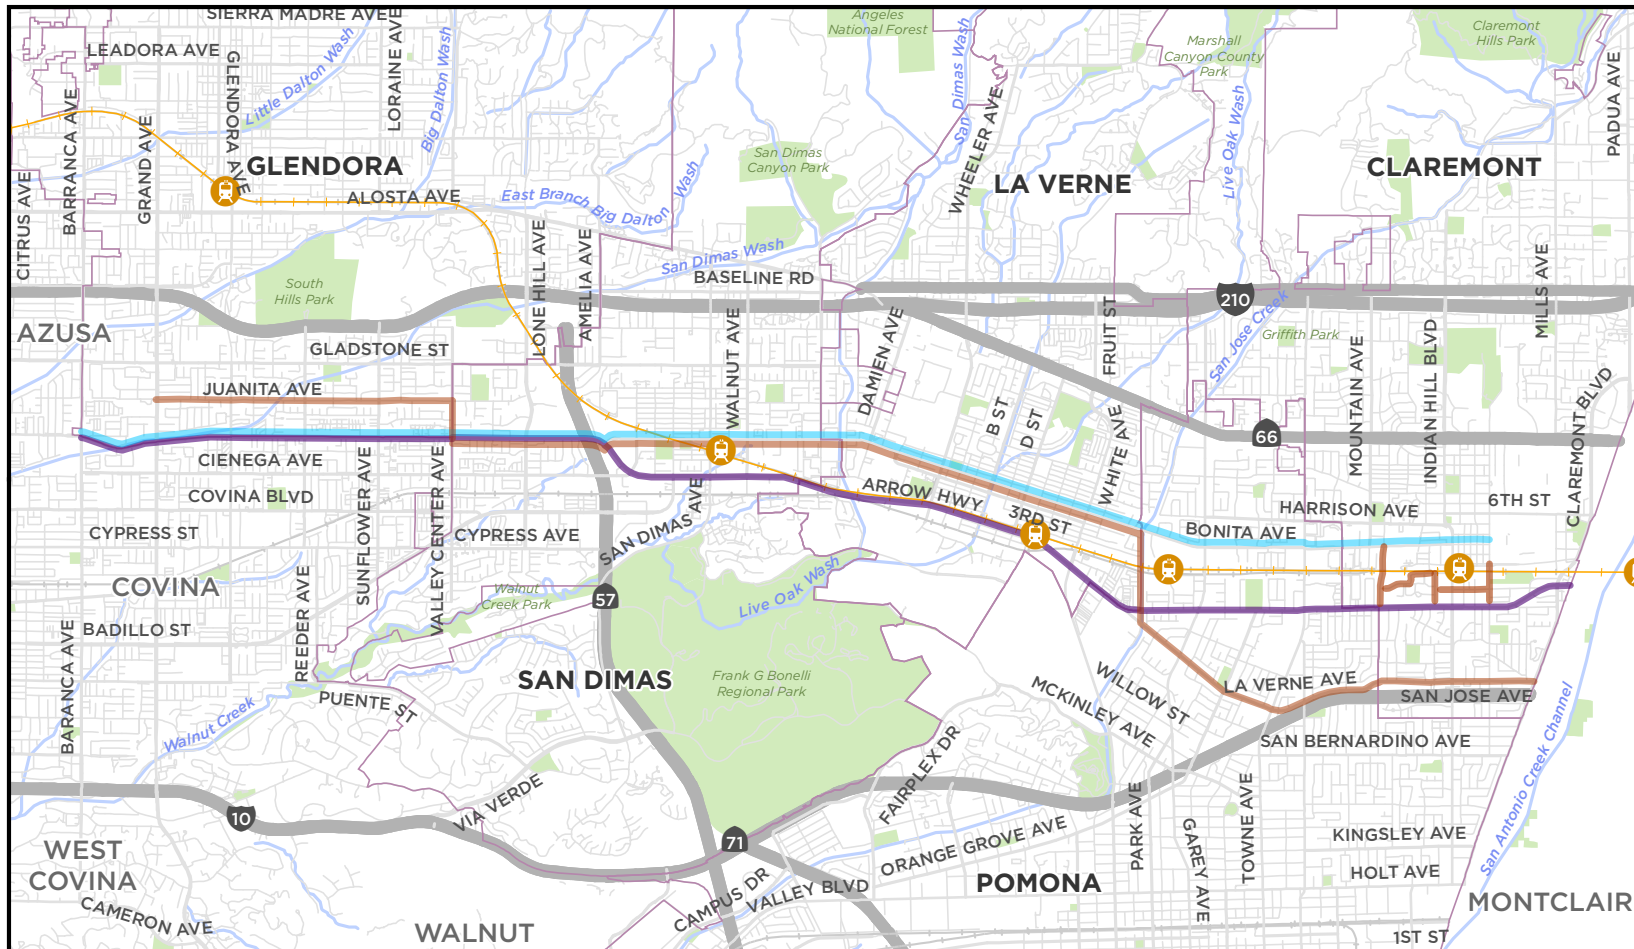 SIERRA MADRE AVE
LEADORA AVE
GLENDORA AVE
LORAINE AVE
Little Dalton Wash
Big Dalton Wash
Angeles
National Forest
San Dimas Wash
Marshall
Canyon County
Park
Claremont
Hills Park
PADUA AVE
CITRUS AVE
BARRANCA AVE
GRAND AVE
GLENDORA
ALOSTA AVE
East Branch Big Dalton Wash
San Dimas
Canyon Park
WHEELER AVE
LA VERNE
Live Oak Wash
CLAREMONT
South
Hills Park
LONE HILL AVE
AMELIA AVE
San Dimas Wash
BASELINE RD
210
San Jose Creek
Griffith Park
MILLS AVE
AZUSA
GLADSTONE ST
WALNUT AVE
DAMIEN AVE
FRUIT ST
MOUNTAIN AVE
INDIAN HILL BLVD
CLAREMONT BLVD
JUANITA AVE
B ST
D ST
WHITE AVE
66
CIENEGA AVE
COVINA BLVD
SUNFLOWER AVE
VALLEY CENTER AVE
ARROW HWY
3RD ST
HARRISON AVE
6TH ST
BONITA AVE
CYPRESS ST
CYPRESS AVE
SAN DIMAS AVE
COVINA
REEDER AVE
Walnut
Creek Park
57
Live Oak Wash
BADILLO ST
BARANCA AVE
SAN DIMAS
Frank G Bonelli
Regional Park
PUENTE ST
Walnut Creek
MCKINLEY AVE
WILLOW ST
LA VERNE AVE
SAN JOSE AVE
SAN BERNARDINO AVE
San Antonio Creek Channel
FAIRPLEX DR
VIA VERDE
10
71
ORANGE GROVE AVE
PARK AVE
GAREY AVE
TOWNE AVE
KINGSLEY AVE
HOLT AVE
WEST
COVINA
CAMERON AVE
WALNUT
CAMPUS DR
VALLEY BLVD
POMONA
MONTCLAIR
1ST ST